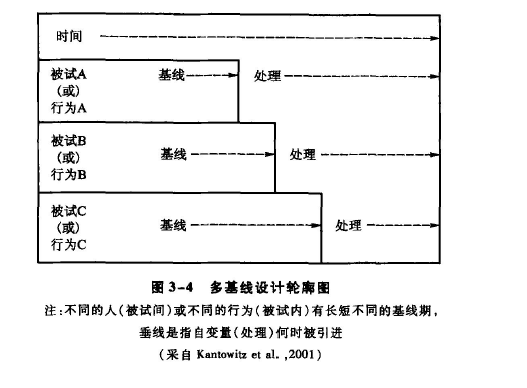 时间
被试A
(或)
行为A
基线
处理
被试B
(或)
行为B
基线
处理
被试C
(或)
行为C
基线
处理
图 3-4 多基线设计轮廓图
注:不同的人(被试间)或不同的行为(被试内)有长短不同的基线期,
垂线是指自变量(处理)何时被引进
(采自 Kantowitz et al.,2001)